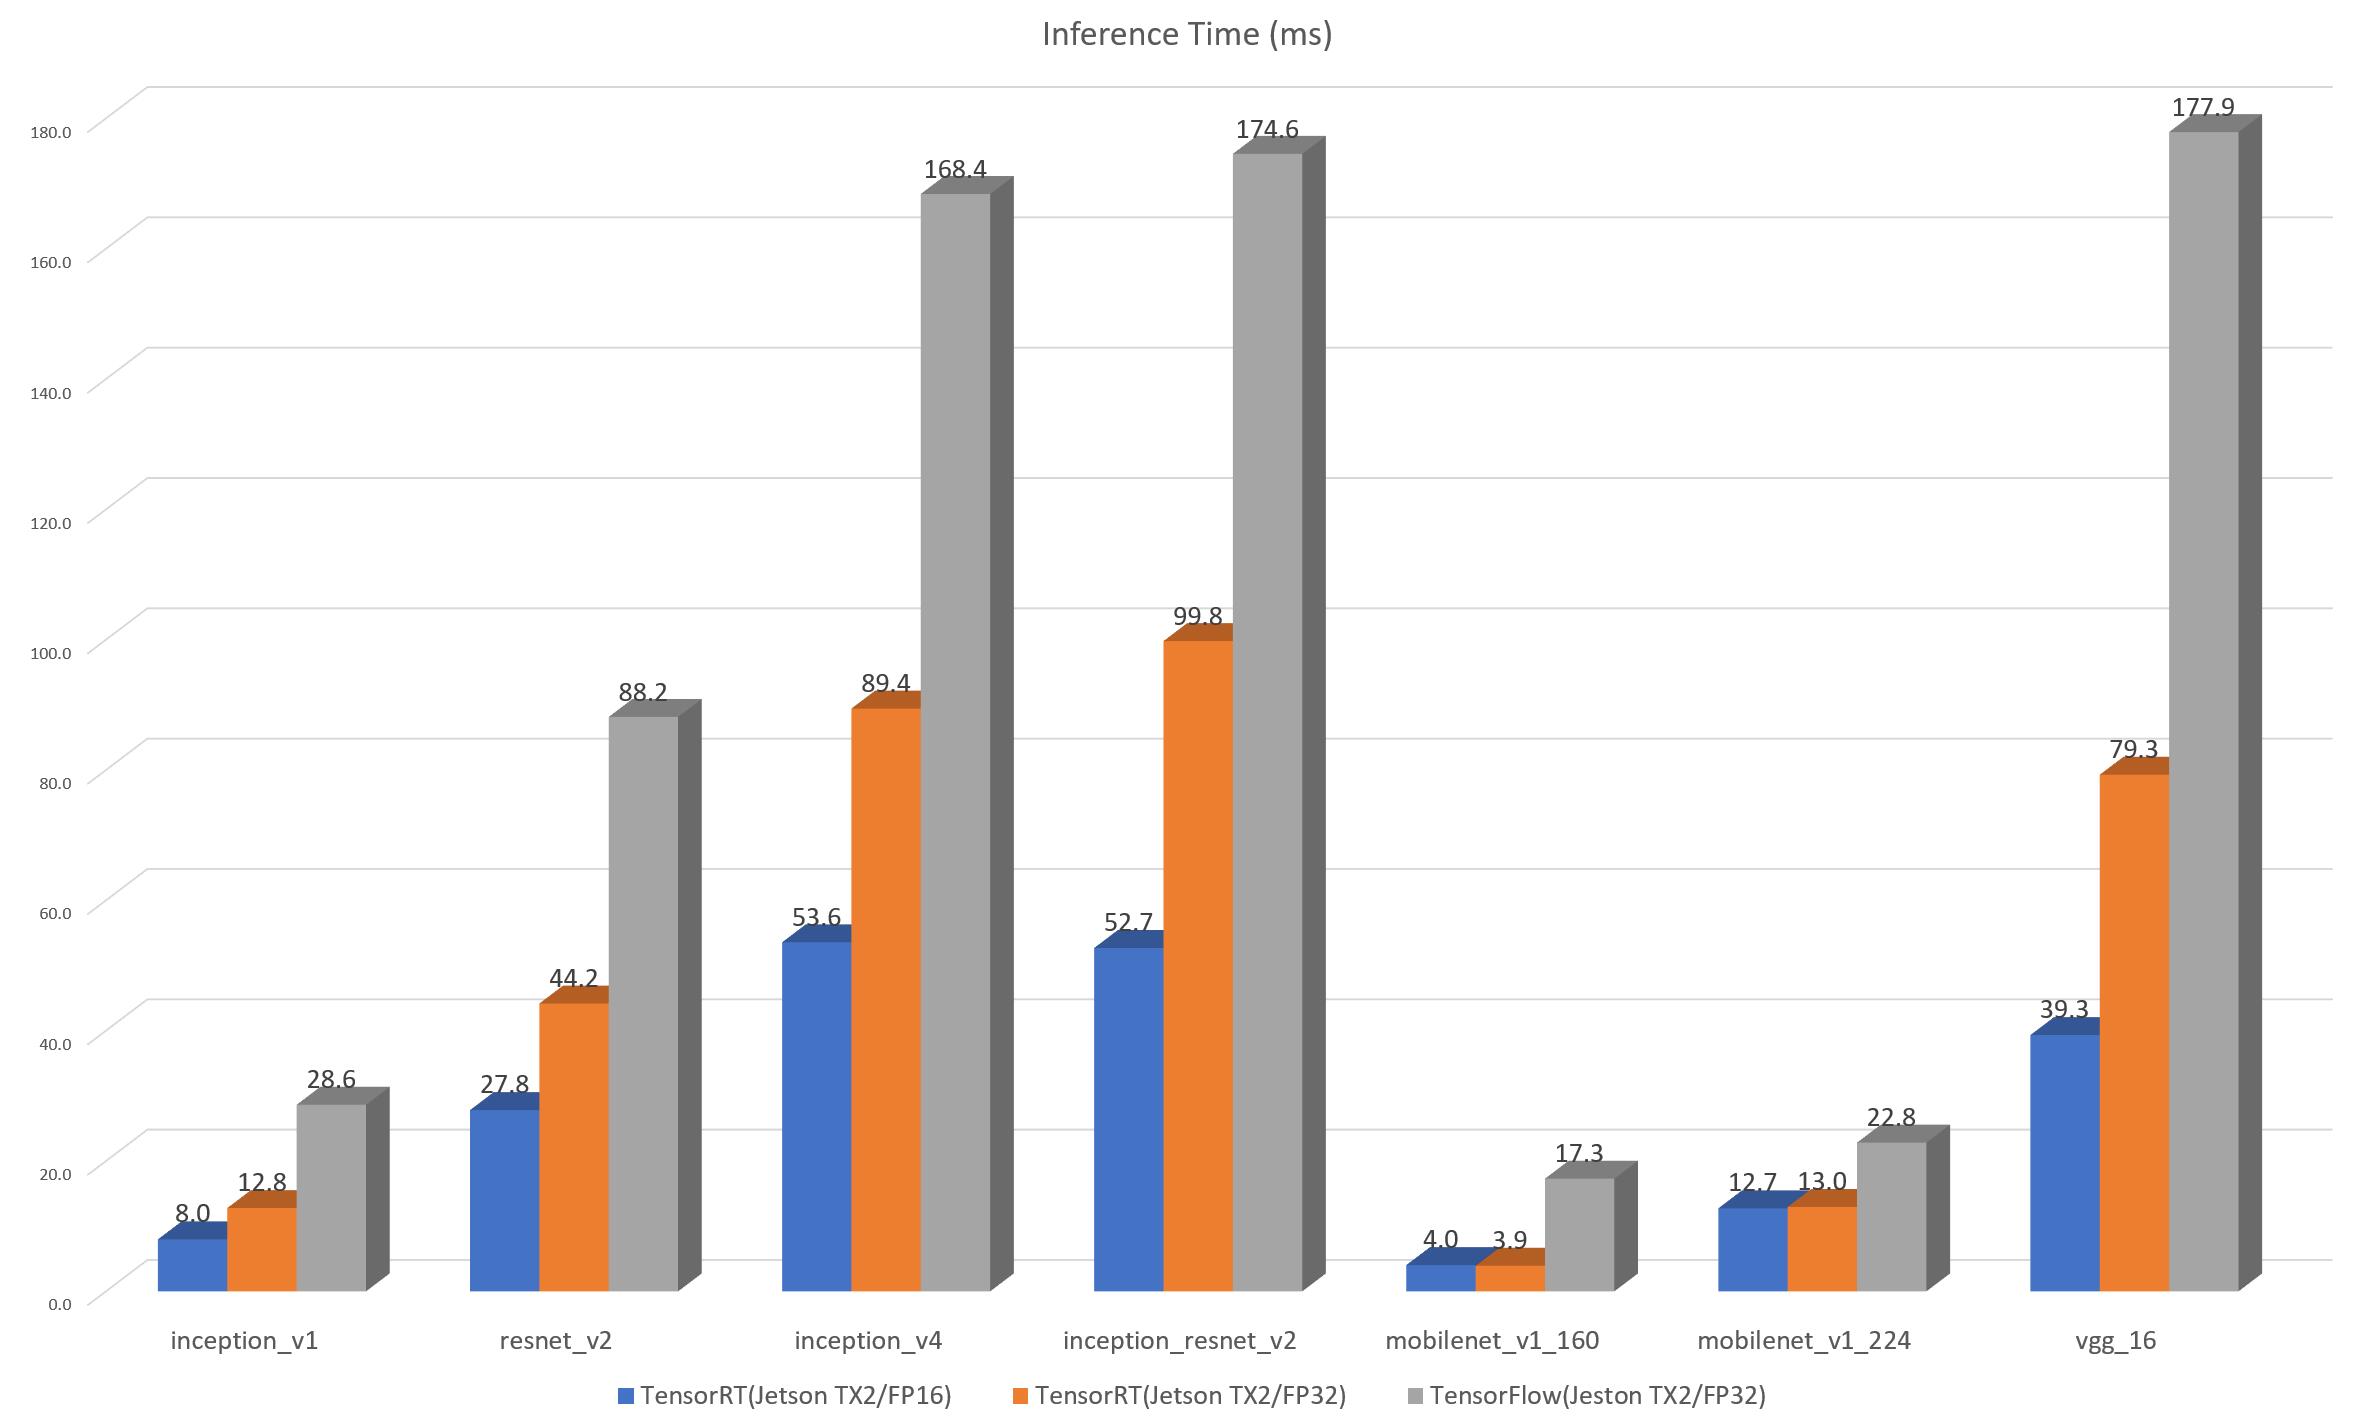 Inference Time (ms)
180.0
160.0
140.0
120.0
100.0
80.0
60.0
40.0
20.0
0.0
8.0
12.8
28.6
27.8
44.2
88.2
53.6
89.4
168.4
52.7
99.8
174.6
4.0
3.9
17.3
12.7
13.0
22.8
39.3
79.3
177.9
inception_v1
resnet_v2
inception_v4
inception_resnet_v2
mobilenet_v1_160
mobilenet_v1_224
vgg_16
TensorRT(Jetson TX2/FP16)
TensorRT(Jetson TX2/FP32)
TensorFlow(Jeston TX2/FP32)